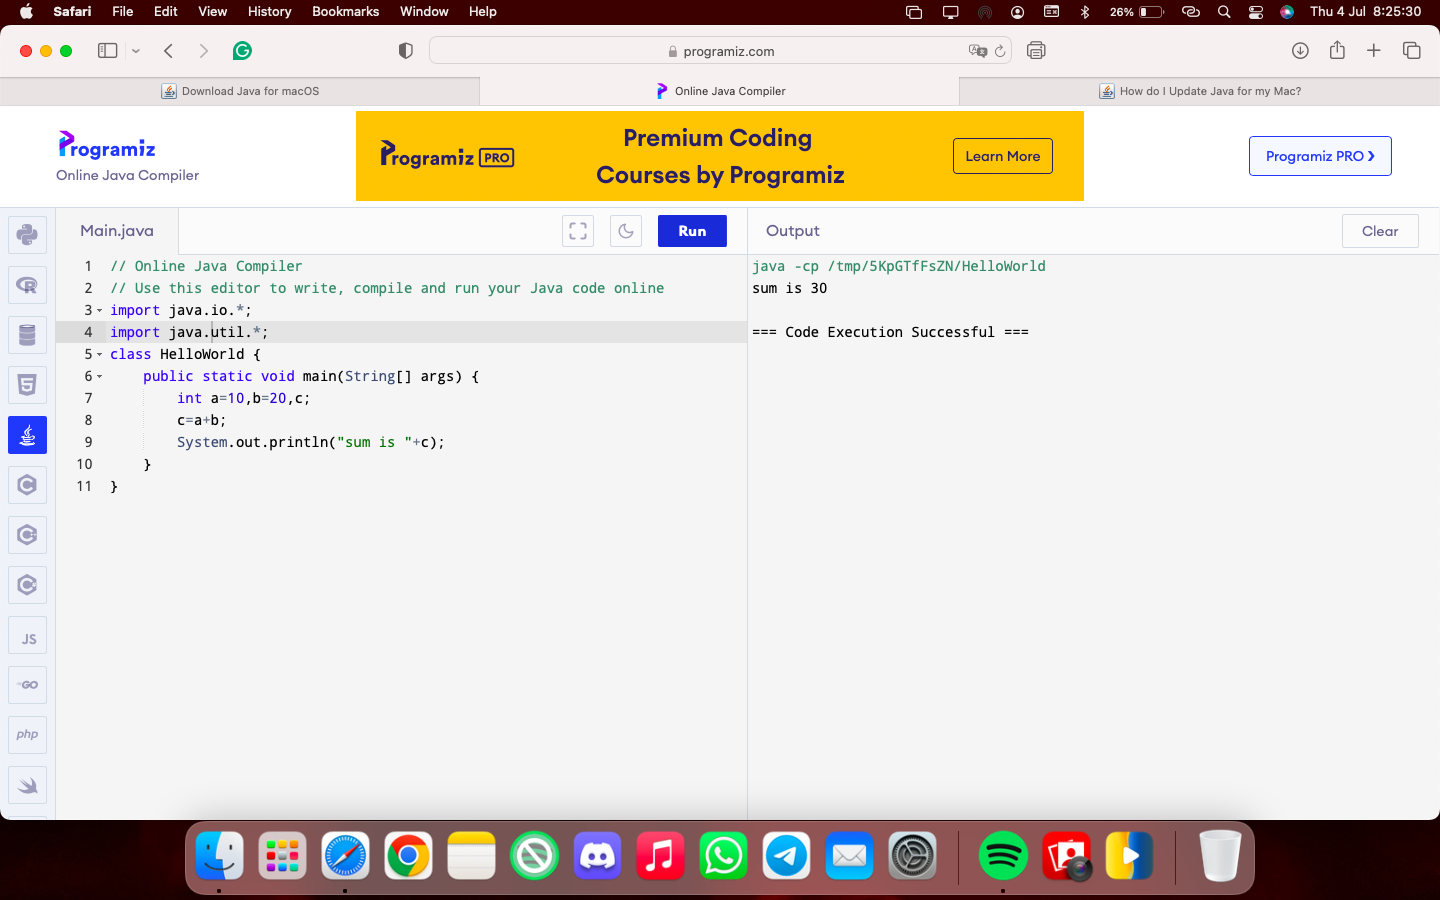 Safari File Edit View History Bookmarks Window Help 26% Thu 4 Jul 8:25:30
programiz.com
Download Java for macOS
Online Java Compiler
How do I Update Java for my Mac?
Programiz
Online Java Compiler
Programiz PRO
Premium Coding
Courses by Programiz
Learn More
Programiz PRO ❯
Main.java
Run
Output
Clear
1 // Online Java Compiler
2 // Use this editor to write, compile and run your Java code online
3 import java.io.*;
4 import java.util.*;
5 class HelloWorld {
6 public static void main(String[] args) {
7 int a=10,b=20,c;
8 c=a+b;
9 System.out.println("sum is "+c);
10 }
11 }
java -cp /tmp/5KpGTfFsZN/HelloWorld
sum is 30
=== Code Execution Successful ===
R
5
C
C
C
JS
GO
php